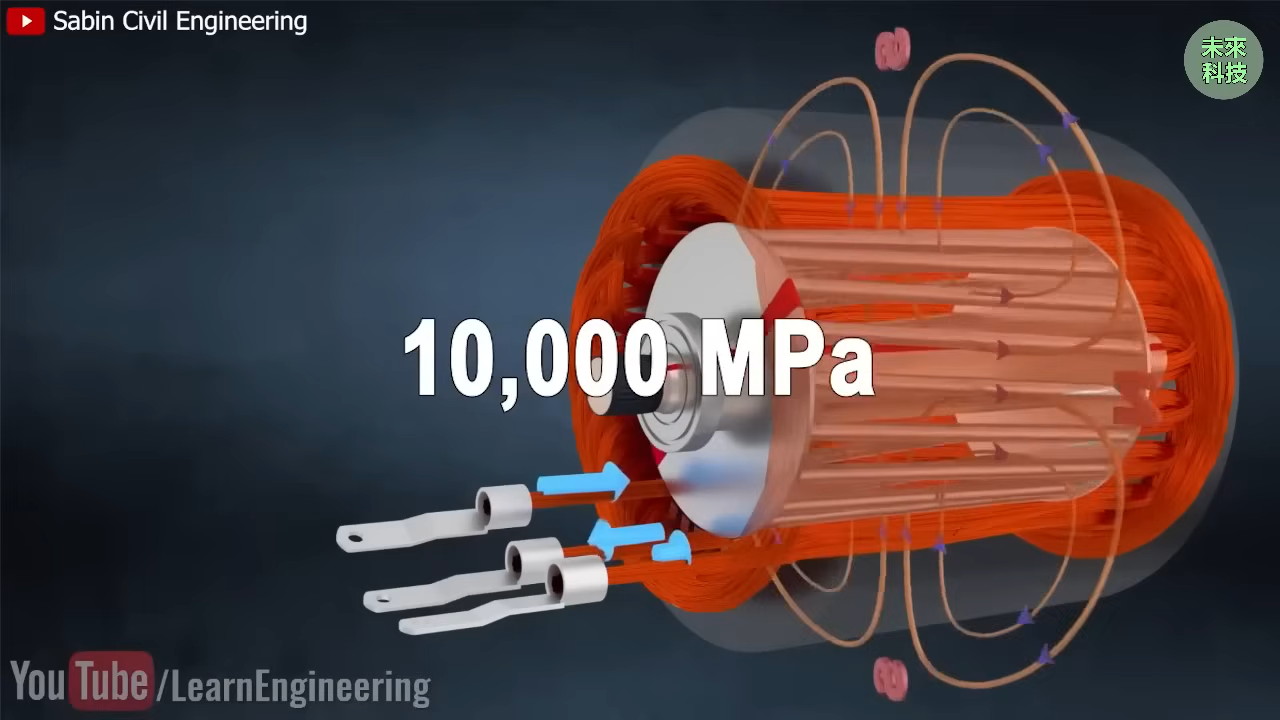 Sabin Civil Engineering
未來
科技
10,000 MPa
YouTube/LearnEngineering